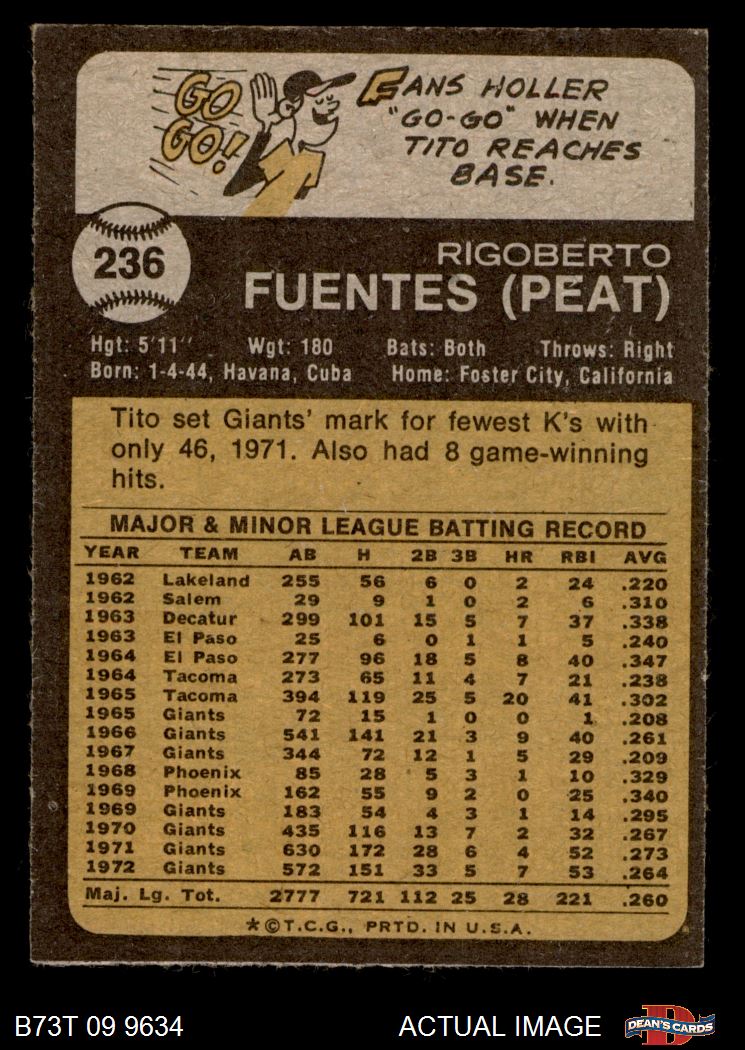 GO GO!
FANS HOLLER
"GO-GO" WHEN
TITO REACHES
BASE.
236
RIGOBERTO
FUENTES (PEAT)
Hgt: 5'11" Wgt: 180 Bats: Both Throws: Right
Born: 1-4-44, Havana, Cuba Home: Foster City, California
Tito set Giants' mark for fewest K's with
only 46, 1971. Also had 8 game-winning
hits.
MAJOR & MINOR LEAGUE BATTING RECORD
YEAR TEAM AB H 2B 3B HR RBI AVG
1962 Lakeland 255 56 6 0 2 24 .220
1962 Salem 29 9 1 0 2 6 .310
1963 Decatur 299 101 15 5 7 37 .338
1963 El Paso 25 6 0 1 1 5 .240
1964 El Paso 277 96 18 5 8 40 .347
1964 Tacoma 273 65 11 4 7 21 .238
1965 Tacoma 394 119 25 5 20 41 .302
1965 Giants 72 15 1 0 0 1 .208
1966 Giants 541 141 21 3 9 40 .261
1967 Giants 344 72 12 1 5 29 .209
1968 Phoenix 85 28 5 3 1 10 .329
1969 Phoenix 162 55 9 2 0 25 .340
1969 Giants 183 54 4 3 1 14 .295
1970 Giants 435 116 13 7 2 32 .267
1971 Giants 630 172 28 6 4 52 .273
1972 Giants 572 151 33 5 7 53 .264
Maj. Lg. Tot. 2777 721 112 25 28 221 .260
*©T.C.G., PRTD. IN U.S.A.
B73T 09 9634 ACTUAL IMAGE D DEAN'S CARDS